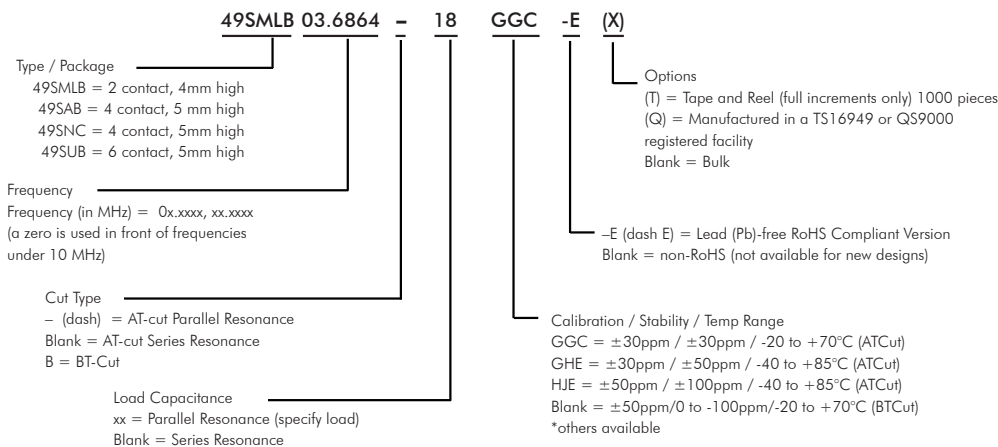 49SMLB 03.6864 – 18 GGC -E (X)
Type / Package
49SMLB = 2 contact, 4mm high
49SAB = 4 contact, 5 mm high
49SNC = 4 contact, 5mm high
49SUB = 6 contact, 5mm high
Frequency
Frequency (in MHz) = 0x.xxxx, xx.xxxx
(a zero is used in front of frequencies
under 10 MHz)
Cut Type
– (dash) = AT-cut Parallel Resonance
Blank = AT-cut Series Resonance
B = BT-Cut
Load Capacitance
xx = Parallel Resonance (specify load)
Blank = Series Resonance
Options
(T) = Tape and Reel (full increments only) 1000 pieces
(Q) = Manufactured in a TS16949 or QS9000
registered facility
Blank = Bulk
–E (dash E) = Lead (Pb)-free RoHS Compliant Version
Blank = non-RoHS (not available for new designs)
Calibration / Stability / Temp Range
GGC = ±30ppm / ±30ppm / -20 to +70°C (ATCut)
GHE = ±30ppm / ±50ppm / -40 to +85°C (ATCut)
HJE = ±50ppm / ±100ppm / -40 to +85°C (ATCut)
Blank = ±50ppm/0 to -100ppm/-20 to +70°C (BTCut)
*others available